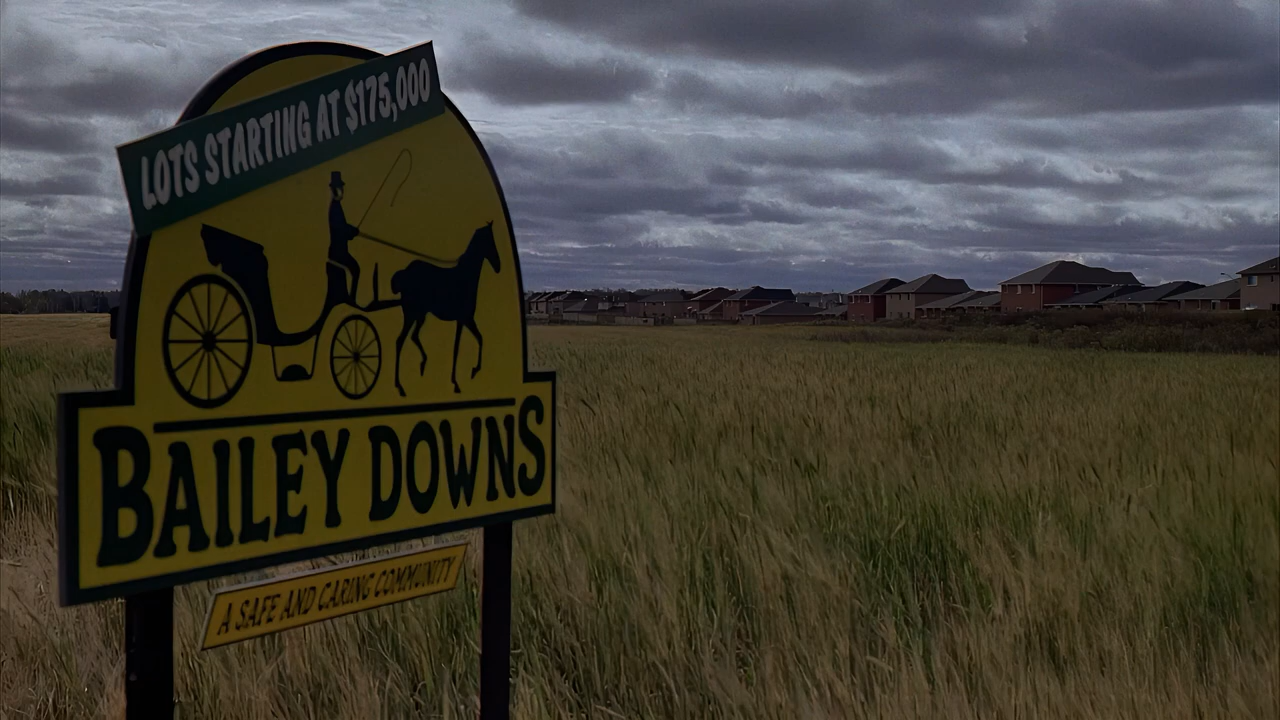 LOTS STARTING AT $175,000
BAILEY DOWNS
A SAFE AND CARING COMMUNITY